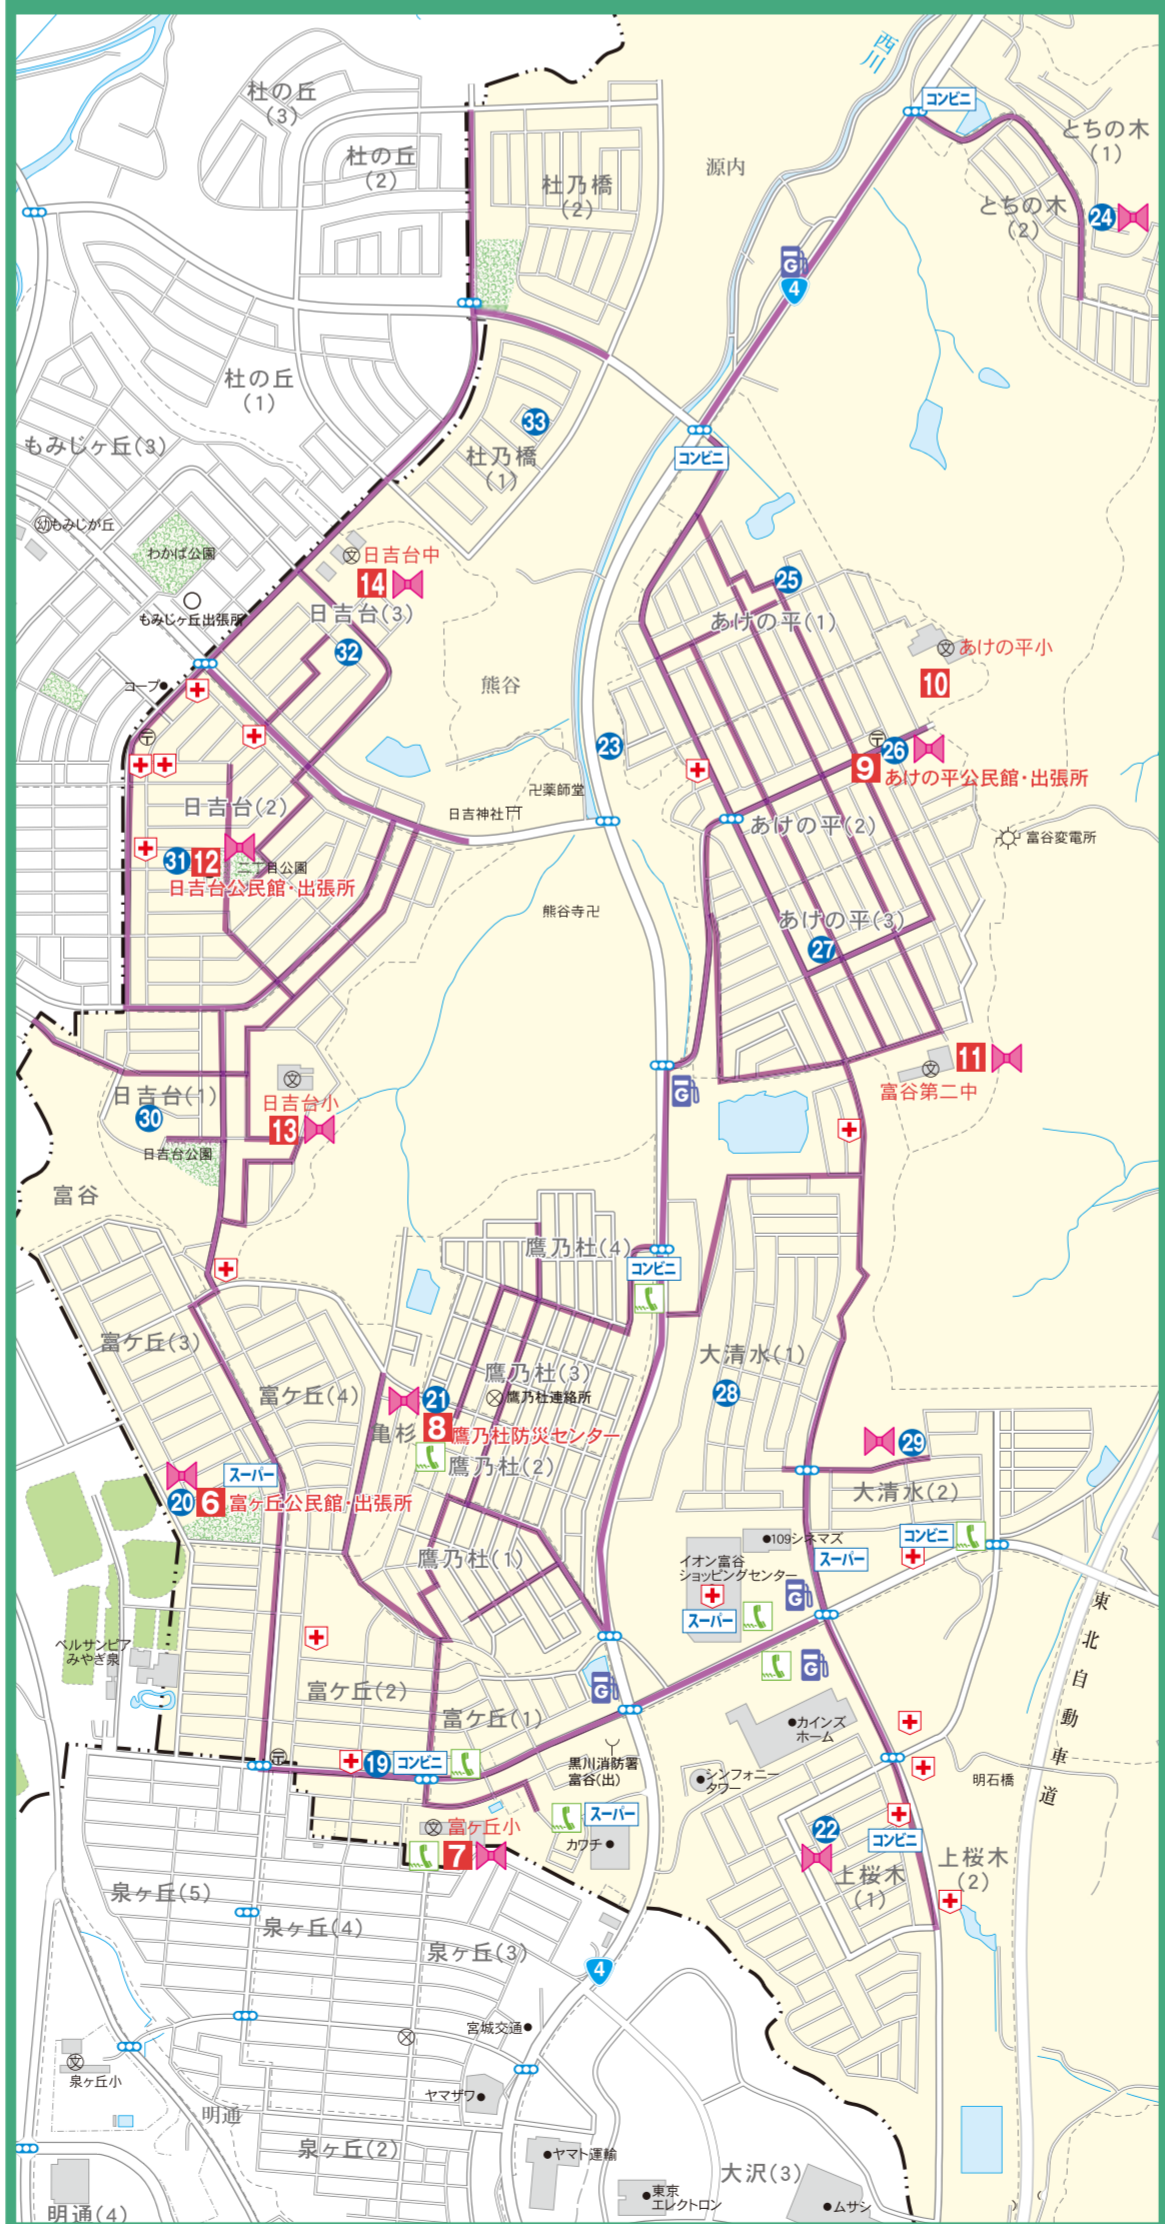 西川
コンビニ
杜の丘
(3)
とちの木
(1)
杜の丘
(2)
源内
杜乃橋
(2)
とちの木
(2)
24
G
4
杜の丘
(1)
33
もみじヶ丘(3)
杜乃橋
(1)
コンビニ
幼もみじが丘
わかば公園
文日吉台中
14
25
もみじヶ丘出張所
日吉台(3)
あけの平(1)
32
文あけの平小
コープ
熊谷
10
〒
23
〒
26
9
あけの平公民館・出張所
日吉台(2)
卍薬師堂
日吉神社
あけの平(2)
富谷変電所
31
12
二丁目公園
日吉台公民館・出張所
熊谷寺卍
あけの平(3)
27
11
文
富谷第二中
文
日吉台(1)
日吉台小
G
30
13
日吉台公園
富谷
鷹乃杜(4)
コンビニ
富ケ丘(3)
大清水(1)
鷹乃杜(3)
富ケ丘(4)
28
21
鷹乃杜連絡所
亀杉
8
鷹乃杜防災センター
29
鷹乃杜(2)
スーパー
20
6
富ヶ丘公民館・出張所
大清水(2)
109シネマズ
コンビニ
鷹乃杜(1)
イオン富谷
ショッピングセンター
スーパー
G
スーパー
東北自動車道
ベルサンピア
みやぎ泉
G
富ケ丘(2)
G
富ケ丘(1)
カインズ
ホーム
〒
19
コンビニ
黒川消防署
富谷(出)
シンフォニー
タワー
明石橋
スーパー
22
文富ヶ丘小
カワチ
コンビニ
7
上桜木
(2)
上桜木
(1)
泉ヶ丘(5)
泉ヶ丘(4)
泉ヶ丘(3)
4
宮城交通
文
泉ヶ丘小
ヤマザワ
明通
泉ヶ丘(2)
ヤマト運輸
大沢(3)
東京
エレクトロン
ムサシ
明通(4)